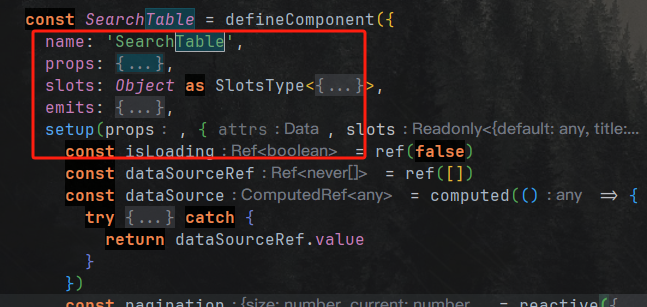 const SearchTable = defineComponent({
name: 'SearchTable',
props: {...},
slots: Object as SlotsType<{...}>,
emits: {...},
setup(props : , { attrs : Data , slots : Readonly<{default: any, title:...
const isLoading : Ref<boolean> = ref(false)
const dataSourceRef : Ref<never[]> = ref([])
const dataSource : ComputedRef<any> = computed(() : any => {
try {...} catch {
return dataSourceRef.value
}
})
const pagination : {size: number, current: number... = reactive({